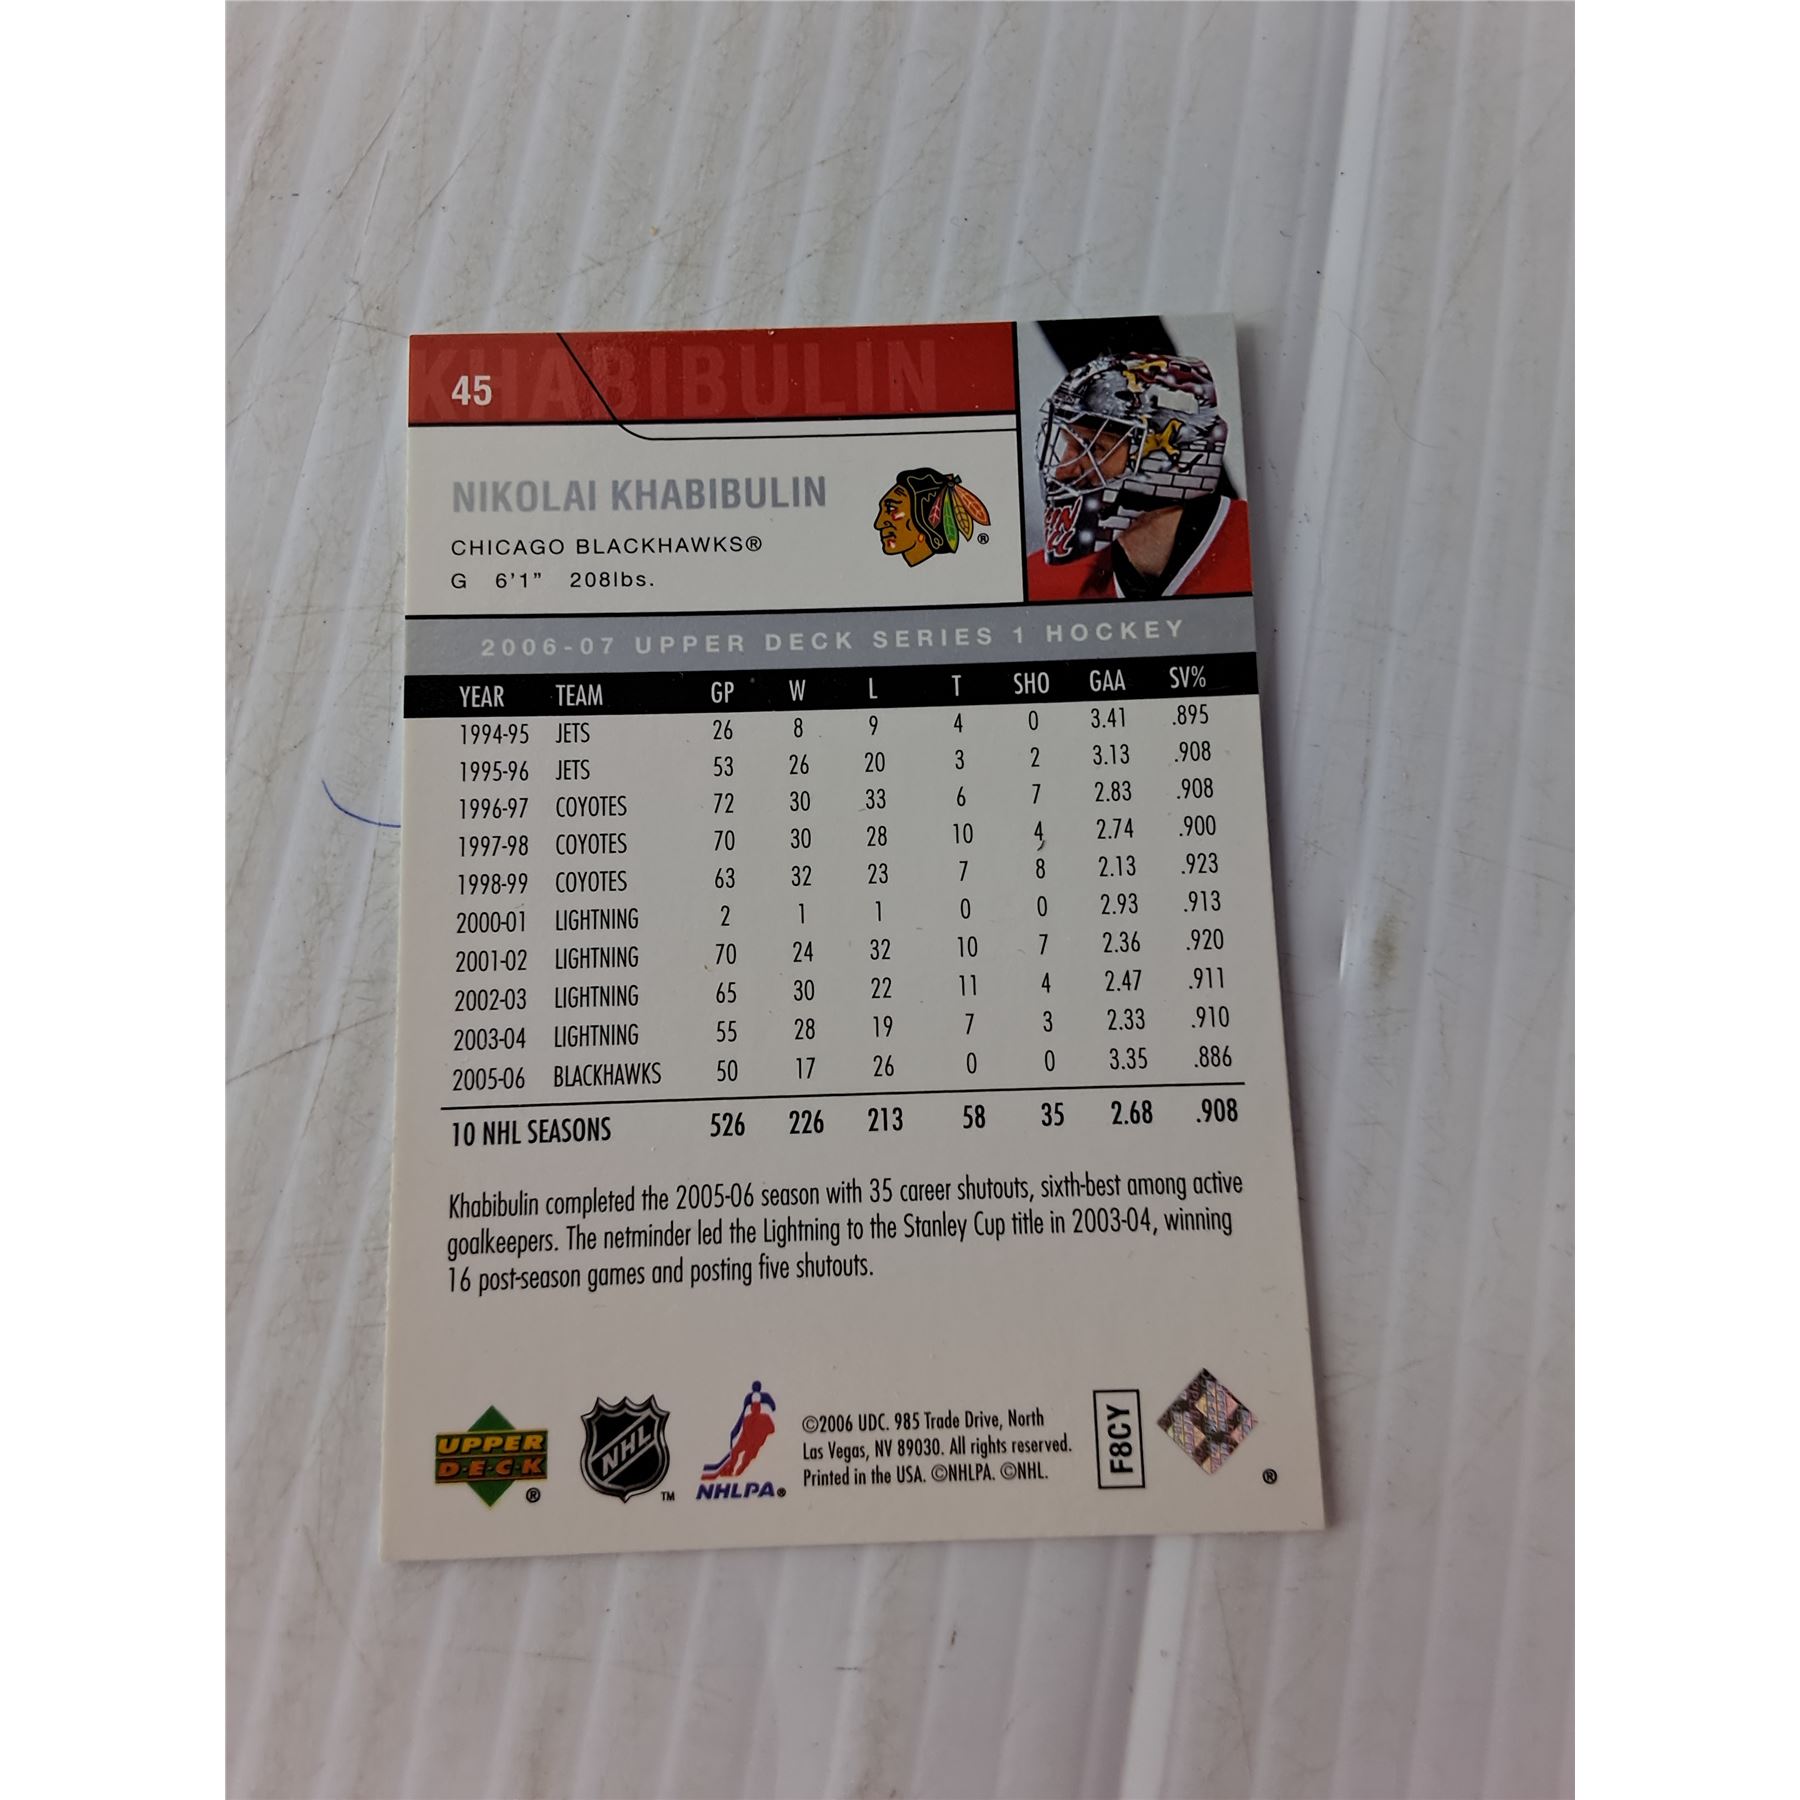 KHABIBULIN
45
NIKOLAI KHABIBULIN
CHICAGO BLACKHAWKS®
G 6'1" 208lbs.
®
2006-07 UPPER DECK SERIES 1 HOCKEY
YEAR TEAM GP W L T SHO GAA SV%
1994-95 JETS 26 8 9 4 0 3.41 .895
1995-96 JETS 53 26 20 3 2 3.13 .908
1996-97 COYOTES 72 30 33 6 7 2.83 .908
1997-98 COYOTES 70 30 28 10 4 2.74 .900
1998-99 COYOTES 63 32 23 7 8 2.13 .923
2000-01 LIGHTNING 2 1 1 0 0 2.93 .913
2001-02 LIGHTNING 70 24 32 10 7 2.36 .920
2002-03 LIGHTNING 65 30 22 11 4 2.47 .911
2003-04 LIGHTNING 55 28 19 7 3 2.33 .910
2005-06 BLACKHAWKS 50 17 26 0 0 3.35 .886
10 NHL SEASONS 526 226 213 58 35 2.68 .908
Khabibulin completed the 2005-06 season with 35 career shutouts, sixth-best among active
goalkeepers. The netminder led the Lightning to the Stanley Cup title in 2003-04, winning
16 post-season games and posting five shutouts.
UPPER
D·E·C·K
®
NHL
TM
NHLPA®
©2006 UDC. 985 Trade Drive, North
Las Vegas, NV 89030. All rights reserved.
Printed in the USA. ©NHLPA. ©NHL.
F8CY
®